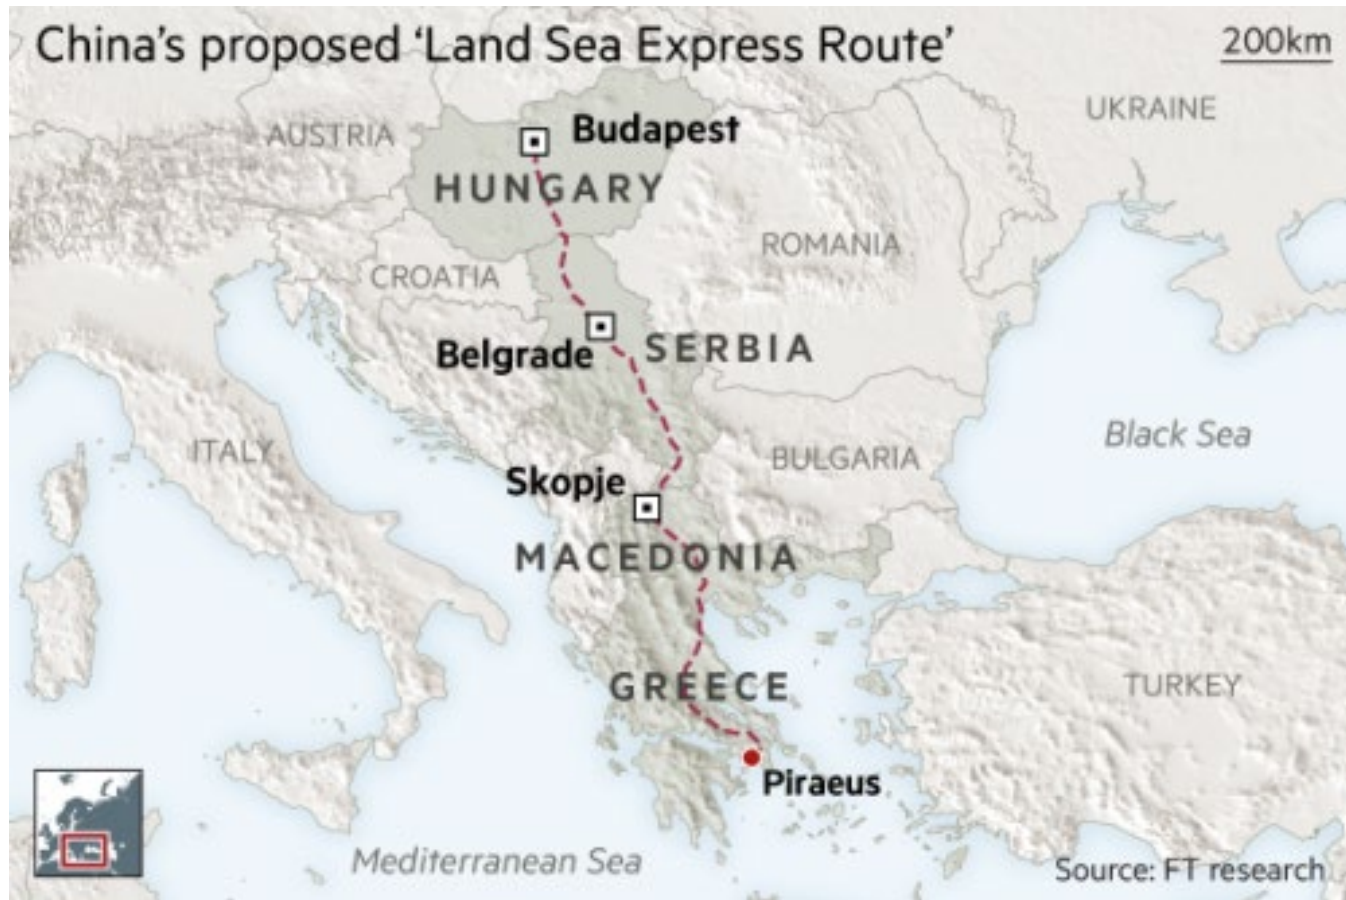 China’s proposed ‘Land Sea Express Route’
200km
UKRAINE
AUSTRIA
Budapest
HUNGARY
ROMANIA
CROATIA
Belgrade
SERBIA
Black Sea
ITALY
BULGARIA
Skopje
MACEDONIA
GREECE
TURKEY
Piraeus
Mediterranean Sea
Source: FT research